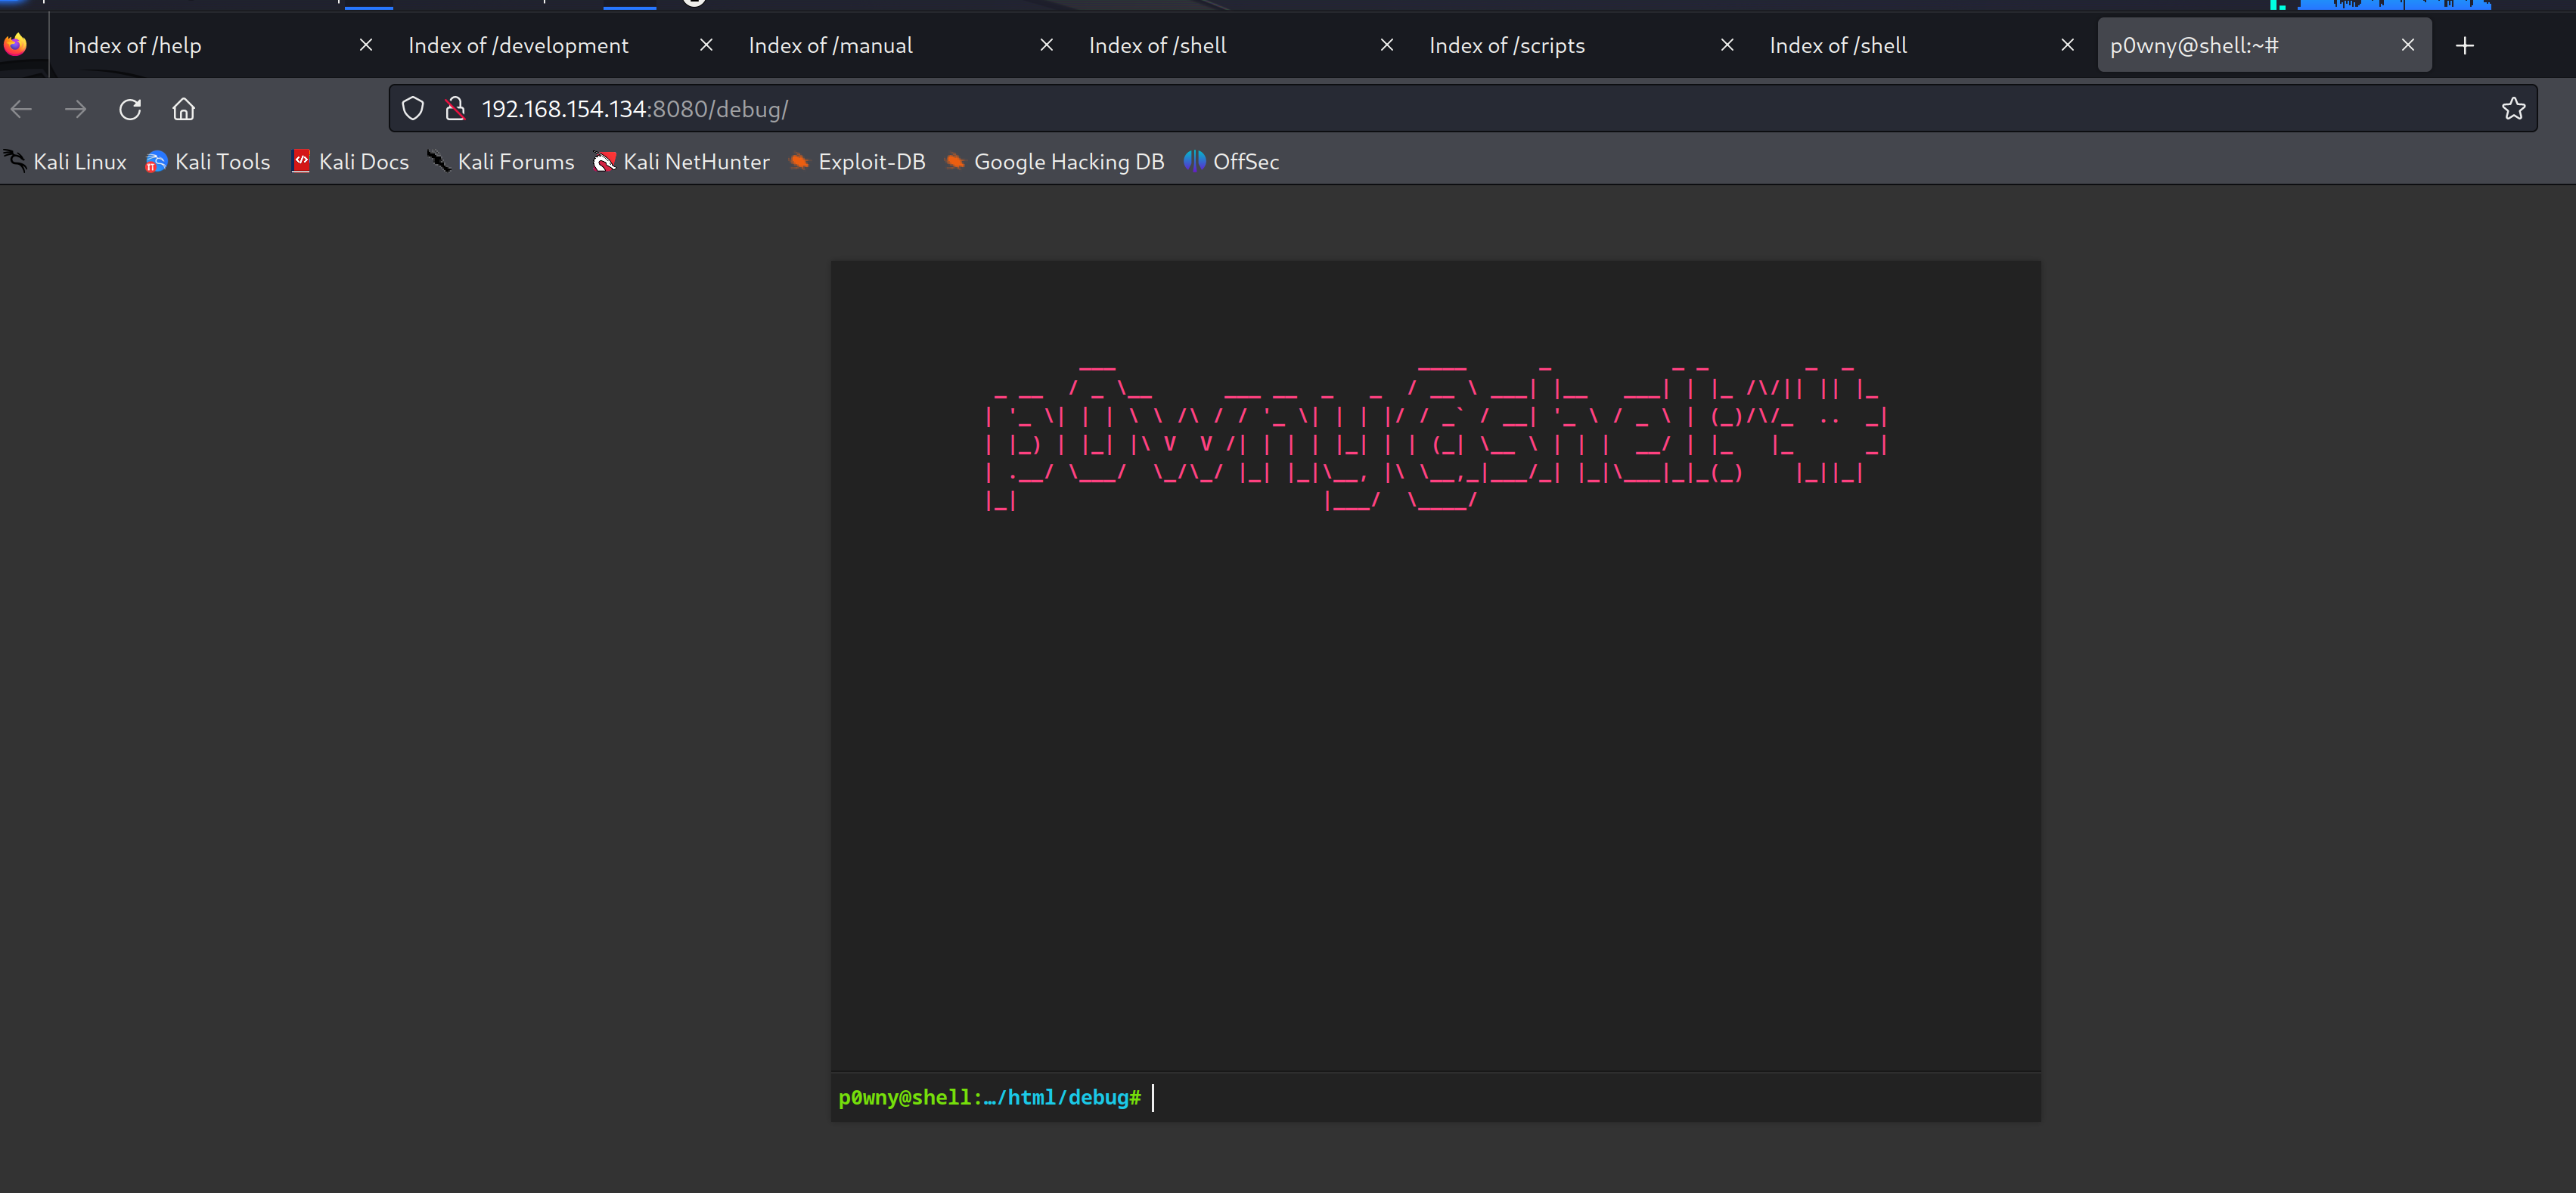 Index of /help
Index of /development
Index of /manual
Index of /shell
Index of /scripts
Index of /shell
p0wny@shell:~#
192.168.154.134:8080/debug/
Kali Linux
Kali Tools
Kali Docs
Kali Forums
Kali NetHunter
Exploit-DB
Google Hacking DB
OffSec
p0wny@shell:~#
p0wny@shell:…/html/debug#